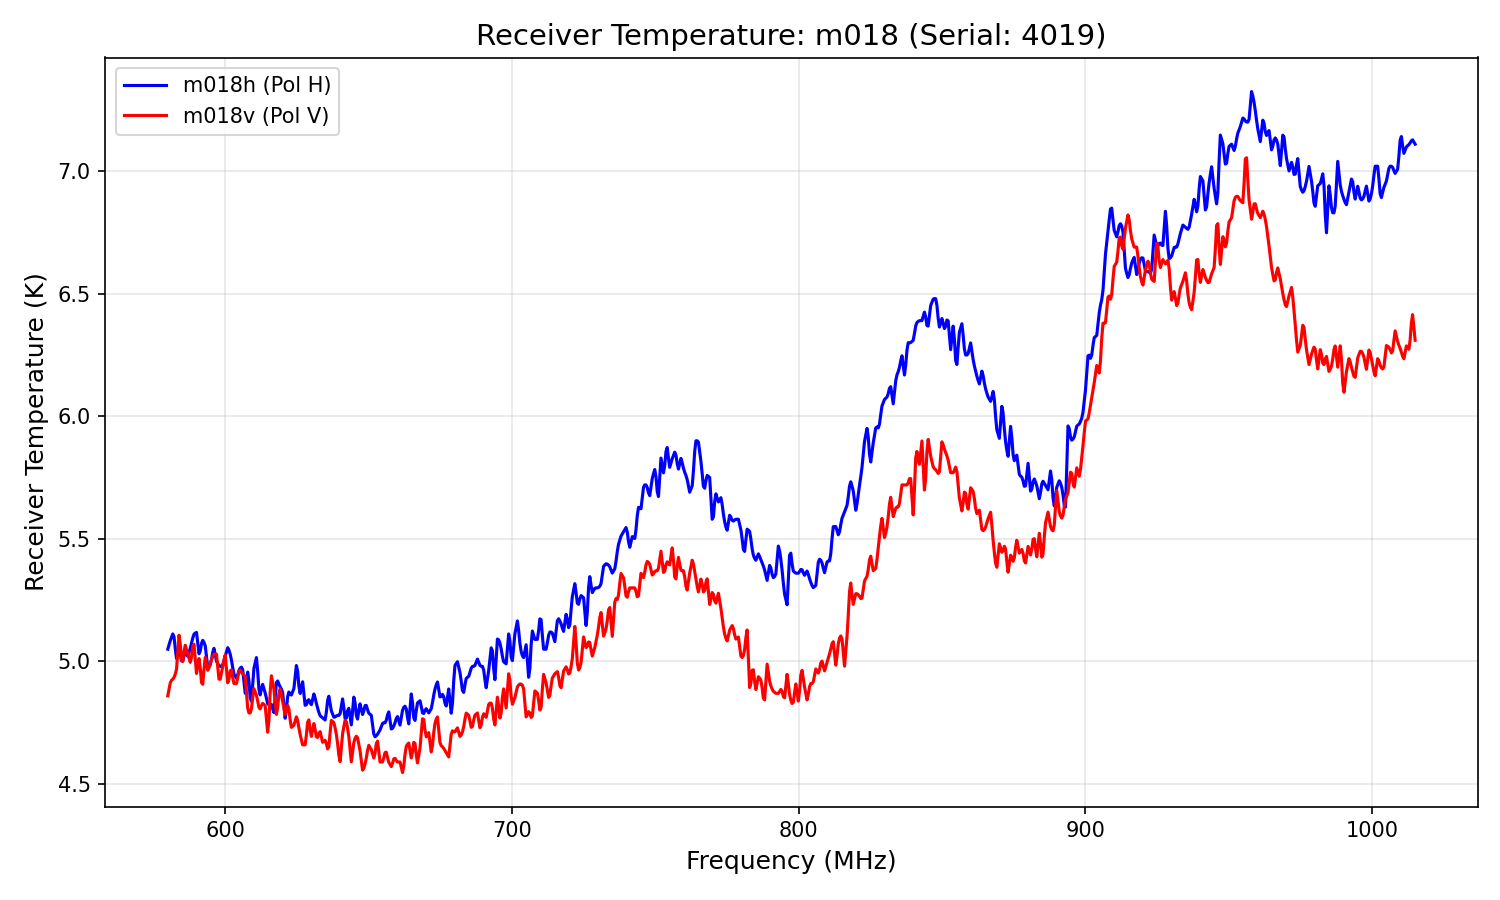 Receiver Temperature: m018 (Serial: 4019)
m018h (Pol H)
m018v (Pol V)
Receiver Temperature (K)
7.0
6.5
6.0
5.5
5.0
4.5
600 700 800 900 1000
Frequency (MHz)